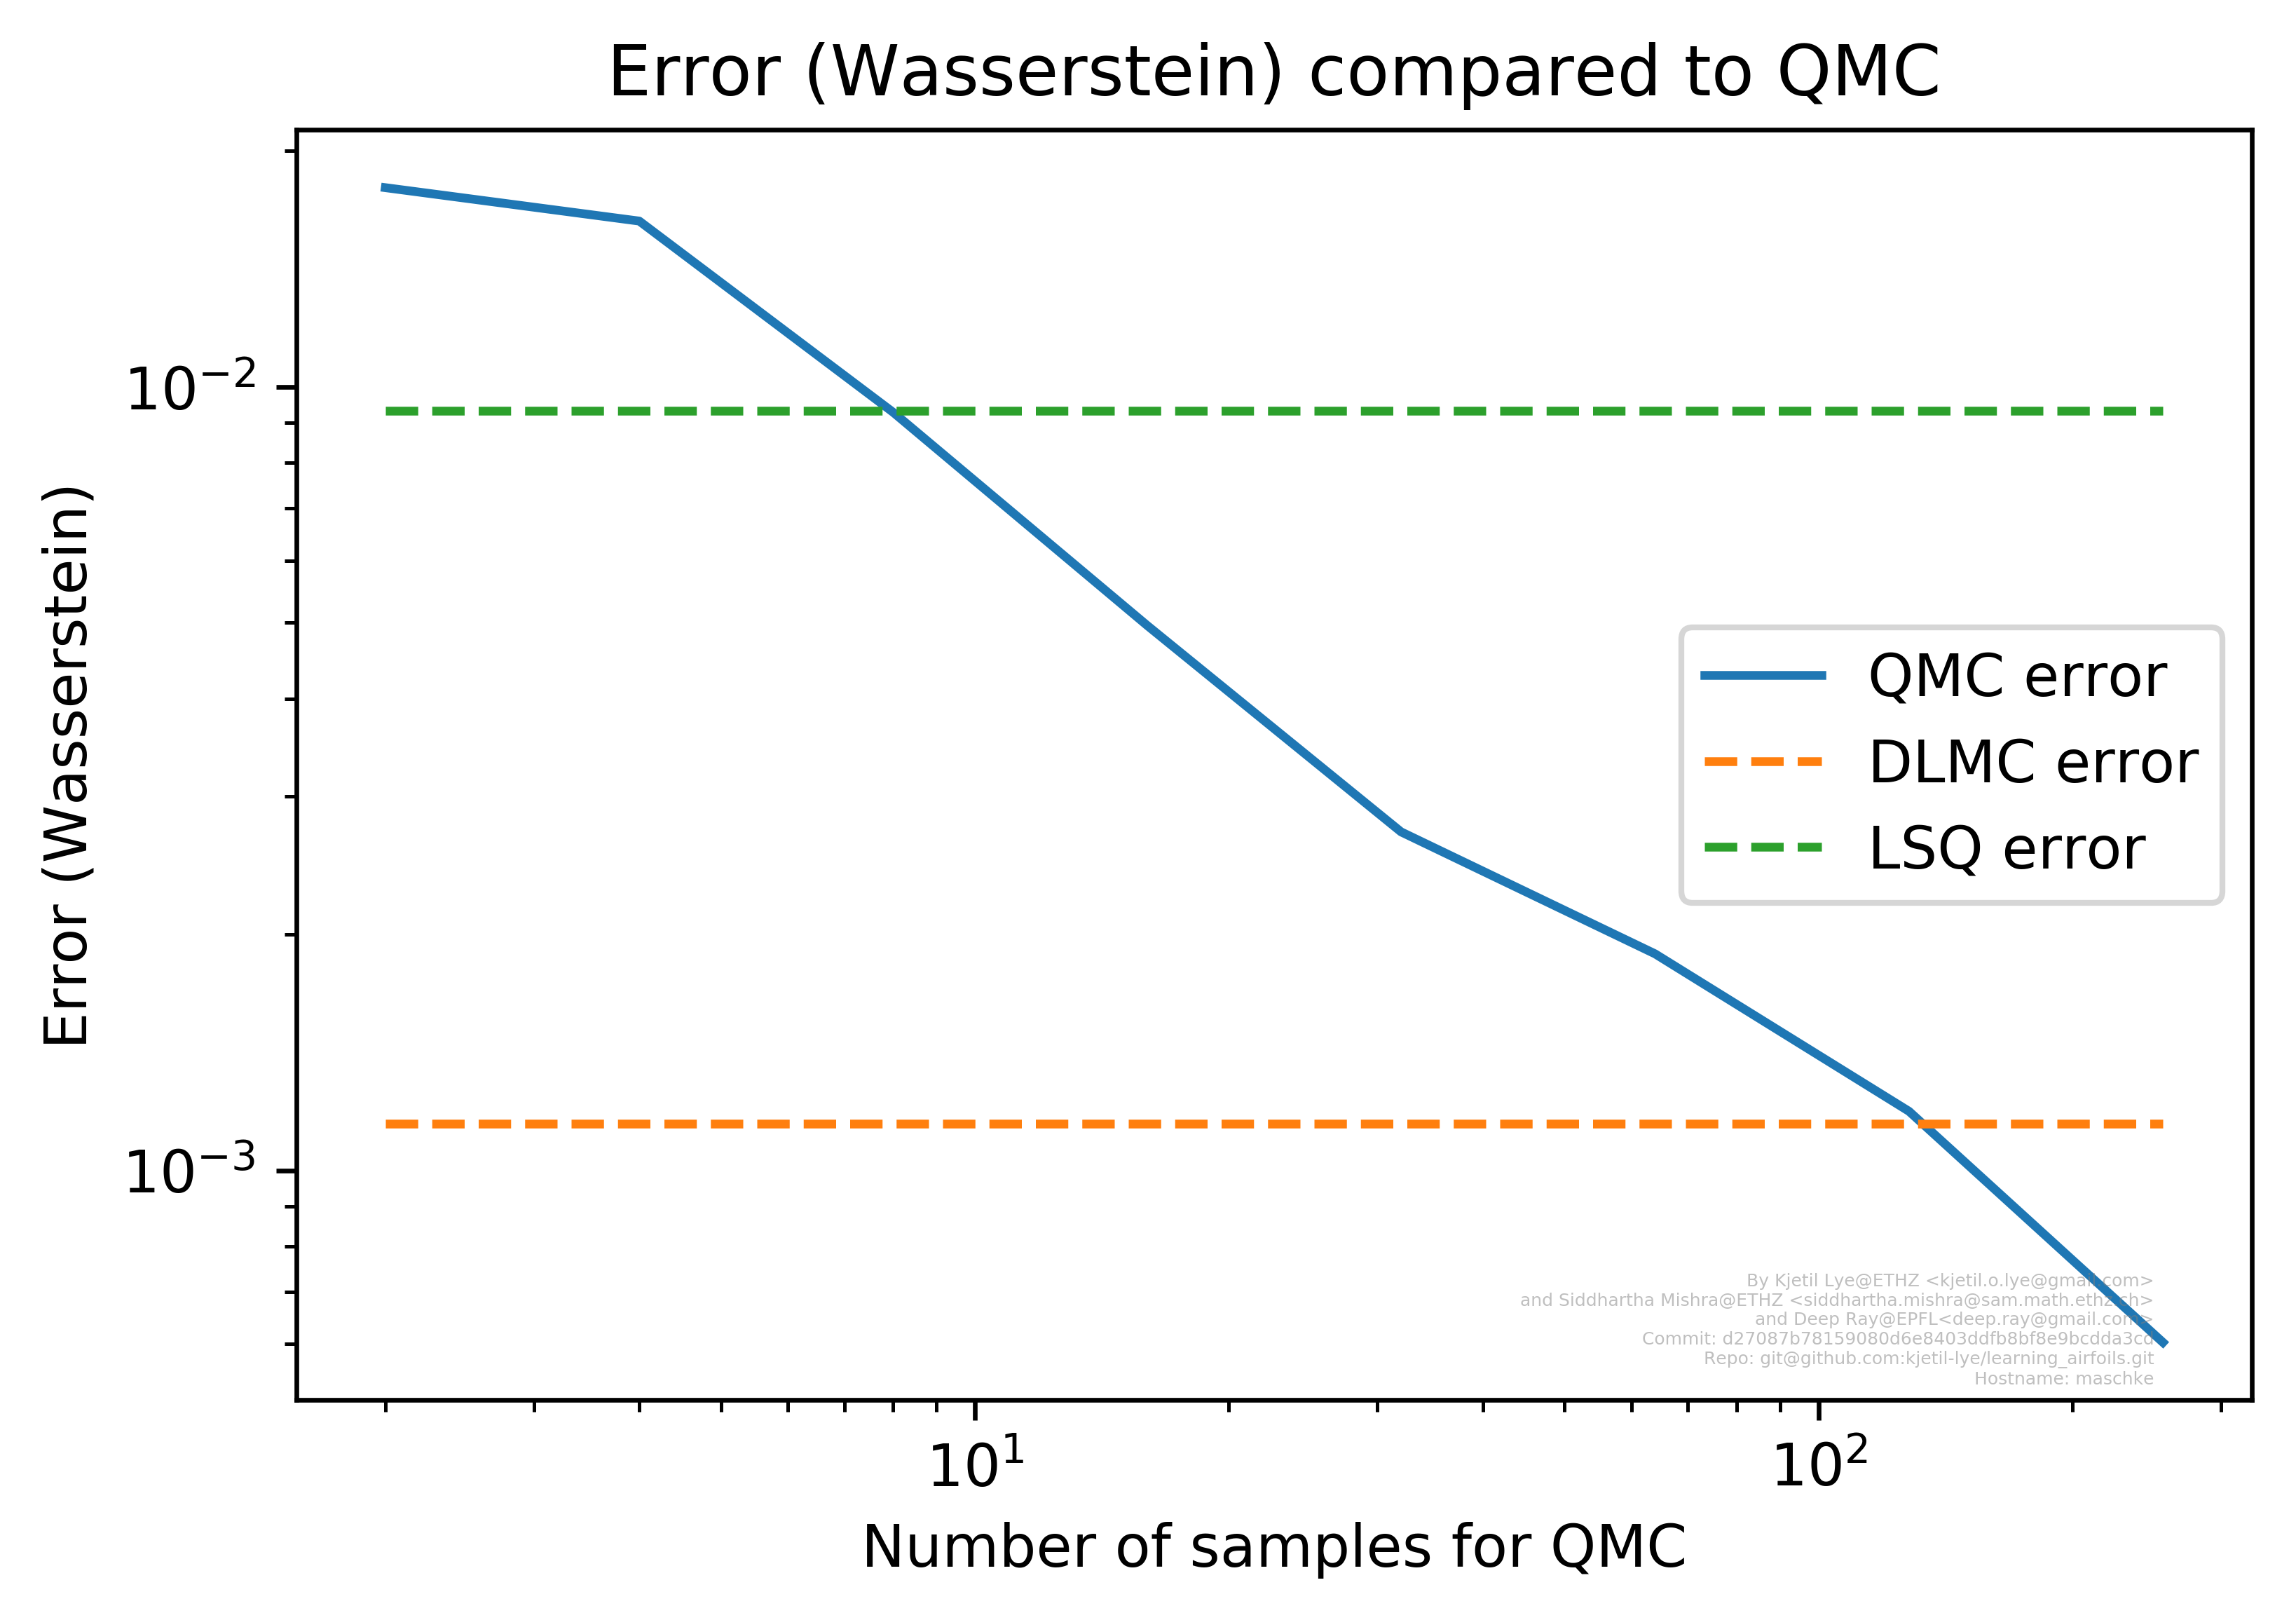 Error (Wasserstein) compared to QMC
Error (Wasserstein)
10⁻²
10⁻³
QMC error
DLMC error
LSQ error
By Kjetil Lye@ETHZ <kjetil.o.lye@gmail.com>
and Siddhartha Mishra@ETHZ <siddhartha.mishra@sam.math.ethz.ch>
and Deep Ray@EPFL<deep.ray@gmail.com>
Commit: d27087b78159080d6e8403ddfb8bf8e9bcdda3cd
Repo: git@github.com:kjetil-lye/learning_airfoils.git
Hostname: maschke
10¹ 10²
Number of samples for QMC